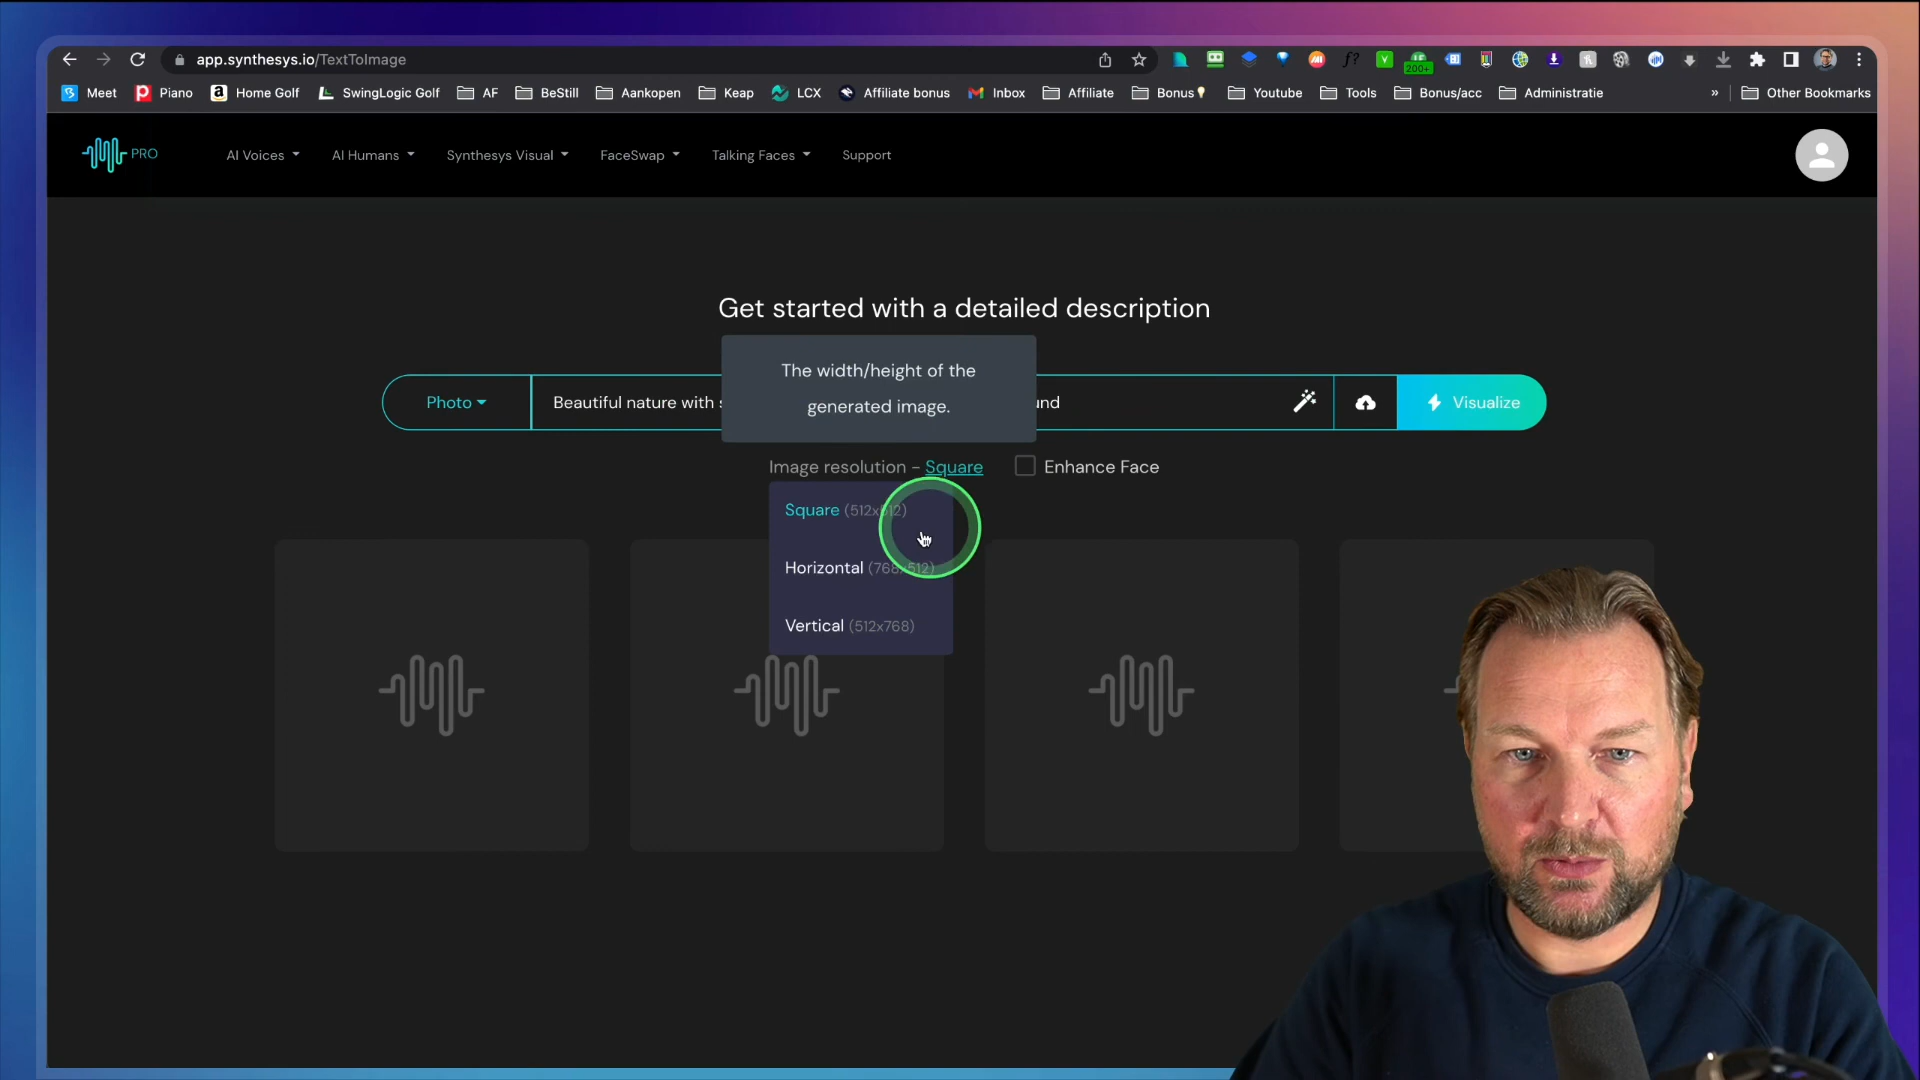 app.synthesys.io/TextToImage
200+
Meet Piano Home Golf SwingLogic Golf AF BeStill Aankopen Keap LCX Affiliate bonus Inbox Affiliate Bonus Youtube Tools Bonus/acc Administratie » Other Bookmarks
PRO AI Voices AI Humans Synthesys Visual FaceSwap Talking Faces Support
Get started with a detailed description
The width/height of the
generated image.
Photo Beautiful nature with Visualize
Image resolution - Square Enhance Face
Square (512x512)
Horizontal (768x512)
Vertical (512x768)